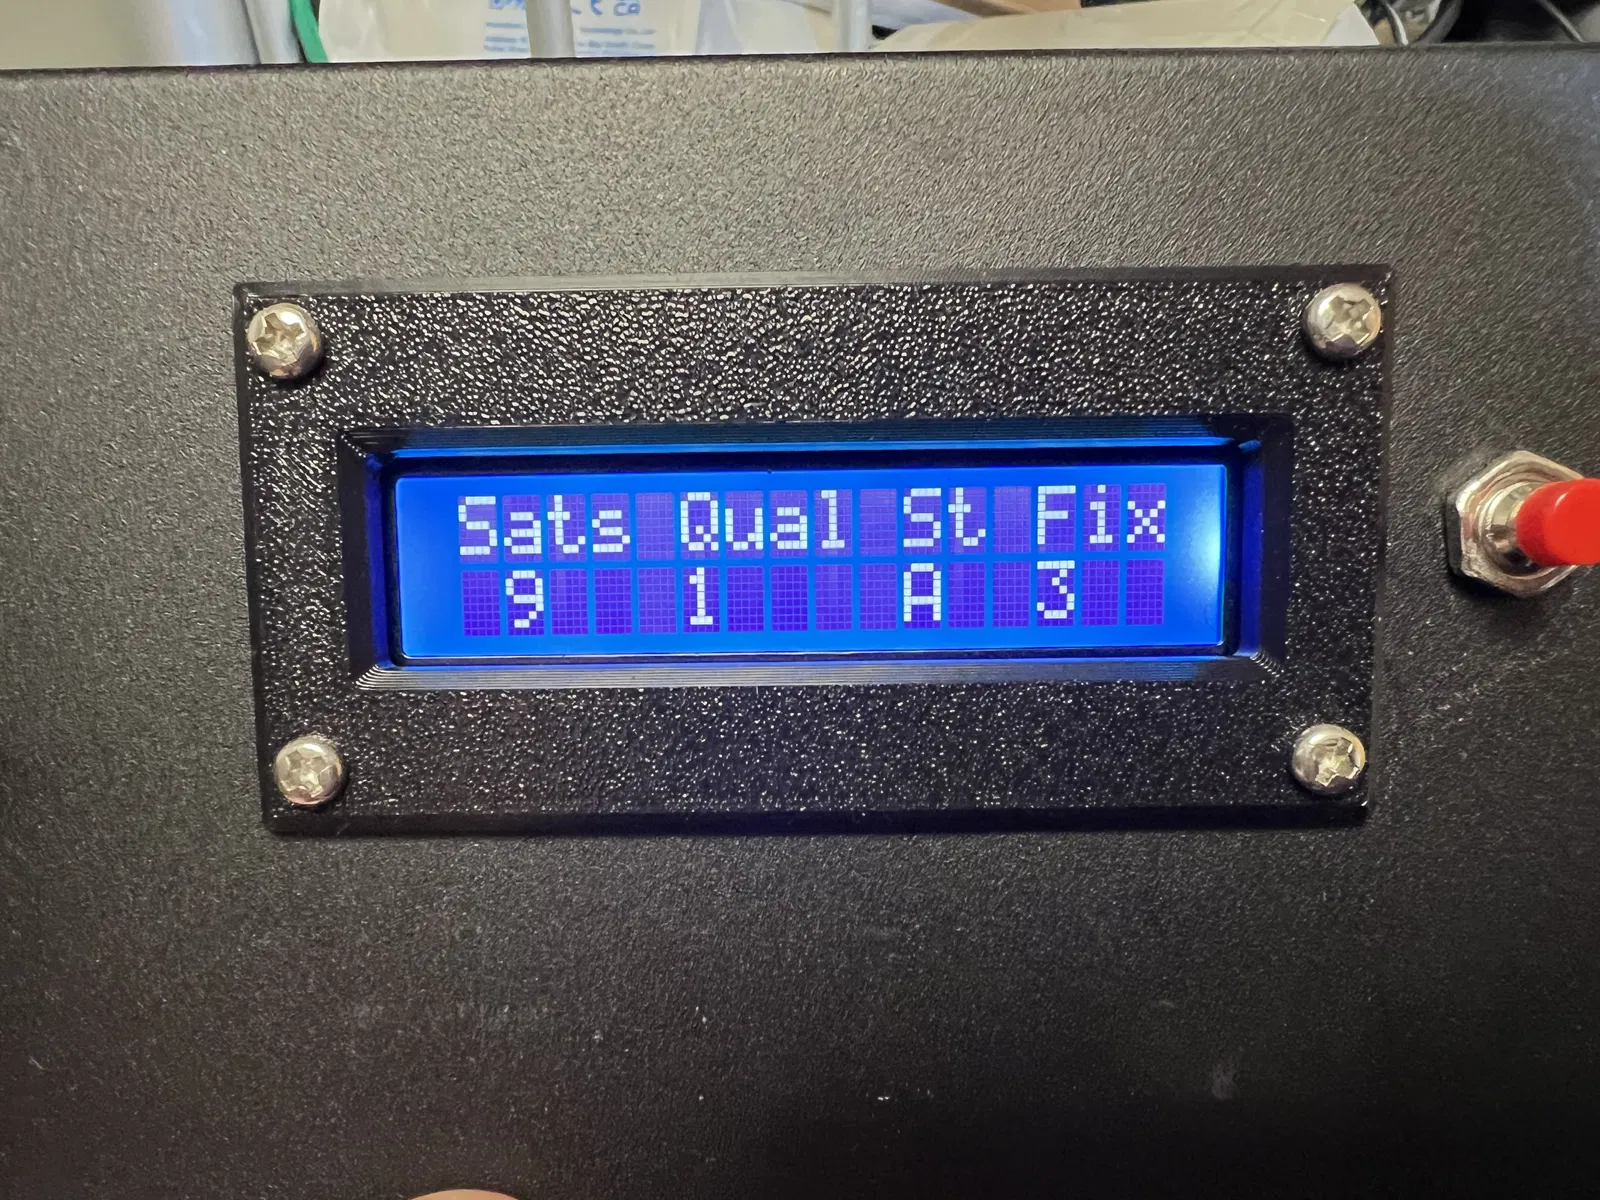 Sats Qual St Fix
9 1 A 3